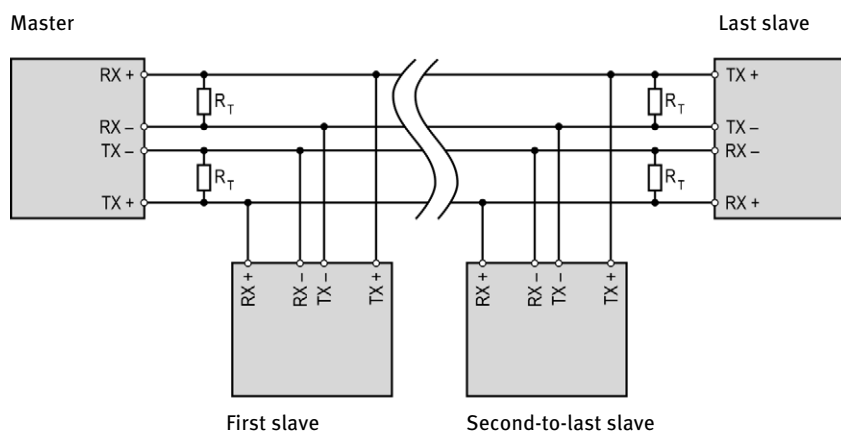 Master
Last slave
RX +
TX +
R_T
R_T
RX –
TX –
TX –
RX –
R_T
R_T
TX +
RX +
RX +
RX –
TX –
TX +
RX +
RX –
TX –
TX +
First slave
Second-to-last slave